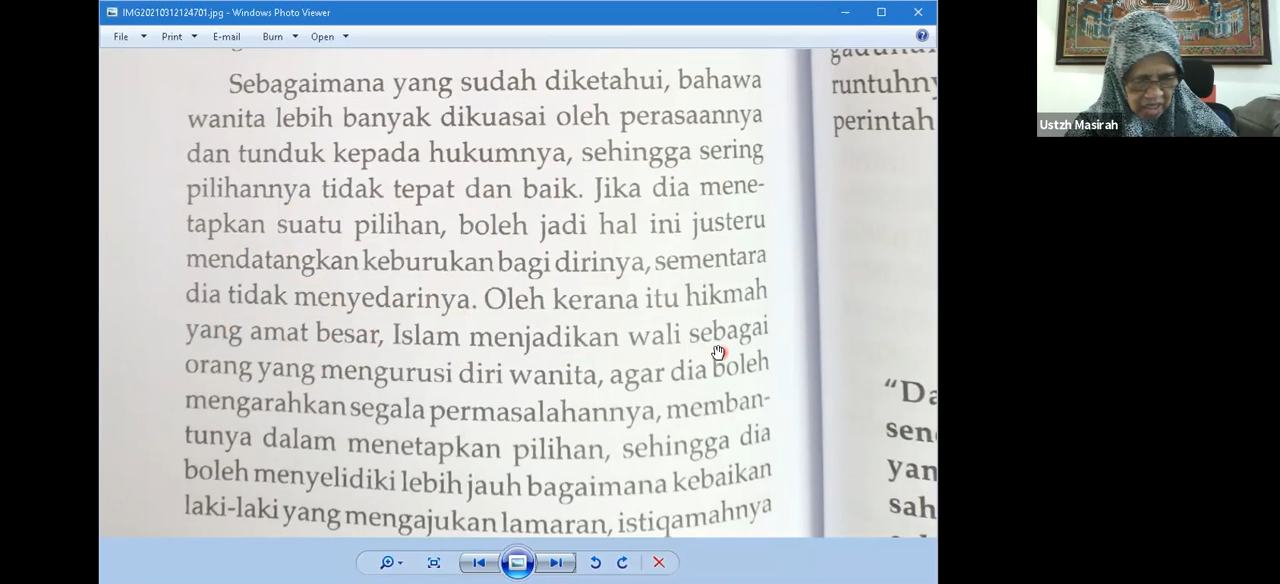 IMG20210312124701.jpg - Windows Photo Viewer
File Print E-mail Burn Open
Sebagaimana yang sudah diketahui, bahawa
wanita lebih banyak dikuasai oleh perasaannya
dan tunduk kepada hukumnya, sehingga sering
pilihannya tidak tepat dan baik. Jika dia mene-
tapkan suatu pilihan, boleh jadi hal ini justeru
mendatangkan keburukan bagi dirinya, sementara
dia tidak menyedarinya. Oleh kerana itu hikmah
yang amat besar, Islam menjadikan wali sebagai
orang yang mengurusi diri wanita, agar dia boleh
mengarahkan segala permasalahannya, memban-
tunya dalam menetapkan pilihan, sehingga dia
boleh menyelidiki lebih jauh bagaimana kebaikan
laki-laki yang mengajukan lamaran, istiqamahnya
runtuhny
perintah
“Da
sen
yan
sah
Ustzh Masirah